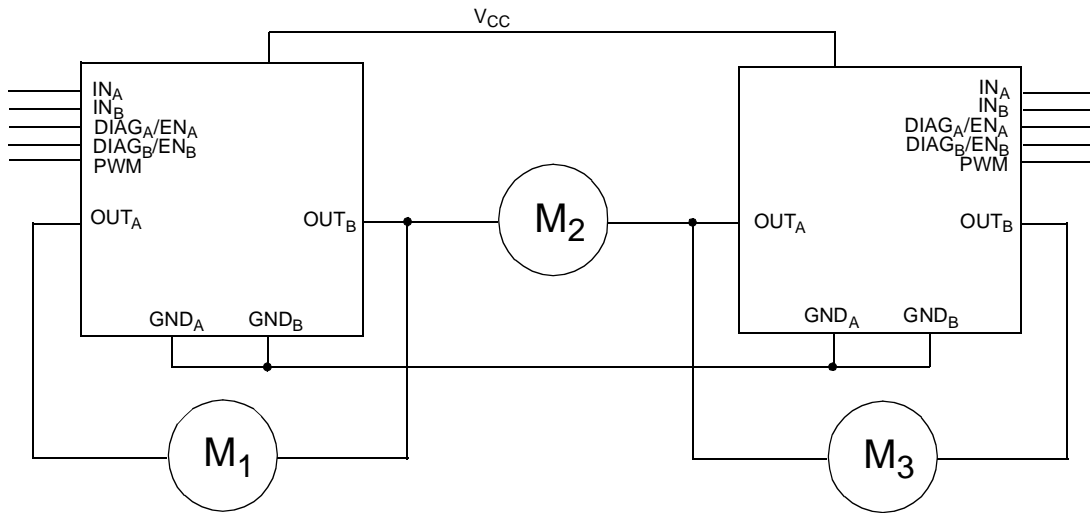 VCC
INA
INB
DIAGA/ENA
DIAGB/ENB
PWM
OUTA
OUTB
GNDA
GNDB
M1
M2
INA
INB
DIAGA/ENA
DIAGB/ENB
PWM
OUTA
OUTB
GNDA
GNDB
M3